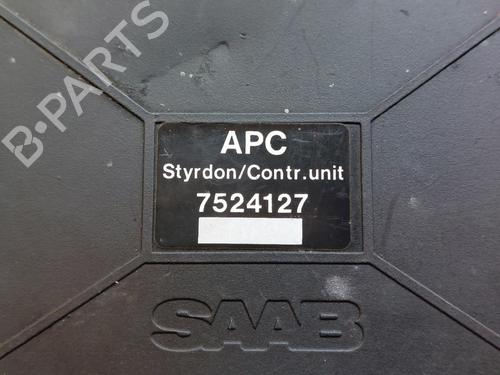 B-PARTS
APC
Styrdon/Contr.unit
7524127
SAAB